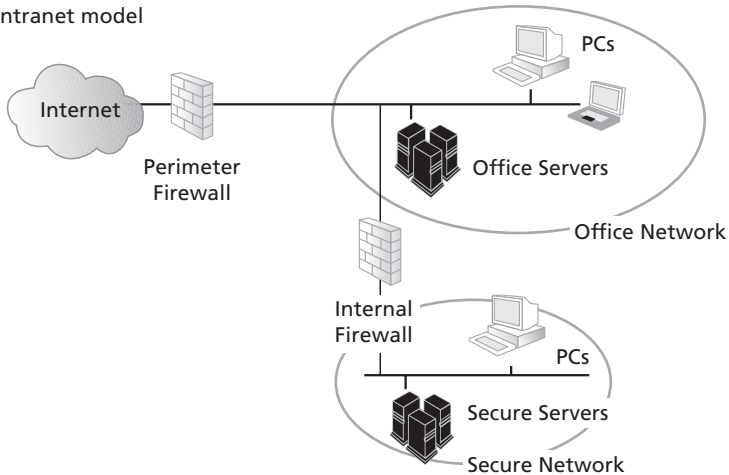 ntranet model
PCs
Internet
Perimeter
Firewall
Office Servers
Office Network
Internal
Firewall
PCs
Secure Servers
Secure Network